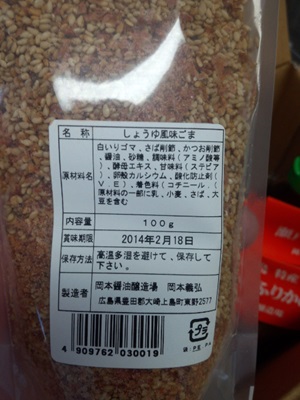 名 称 しょうゆ風味ごま
原材料名 白いりゴマ、さば削節、かつお削節
、醤油、砂糖、調味料(アミノ酸等)
、酵母エキス、甘味料(ステビア)
、卵殻カルシウム、酸化防止剤(
V E)、着色料(コチニール、(
原材料の一部に乳、小麦、さば、大
豆を含む)
内容量 100g
賞味期限 2014年2月18日
保存方法 高温多湿を避けて、保存して
下さい。
製造者 岡本醤油醸造場 岡本義弘
広島県豊田郡大崎上島町東野2577
4 909762 030019
プラ
ふりか